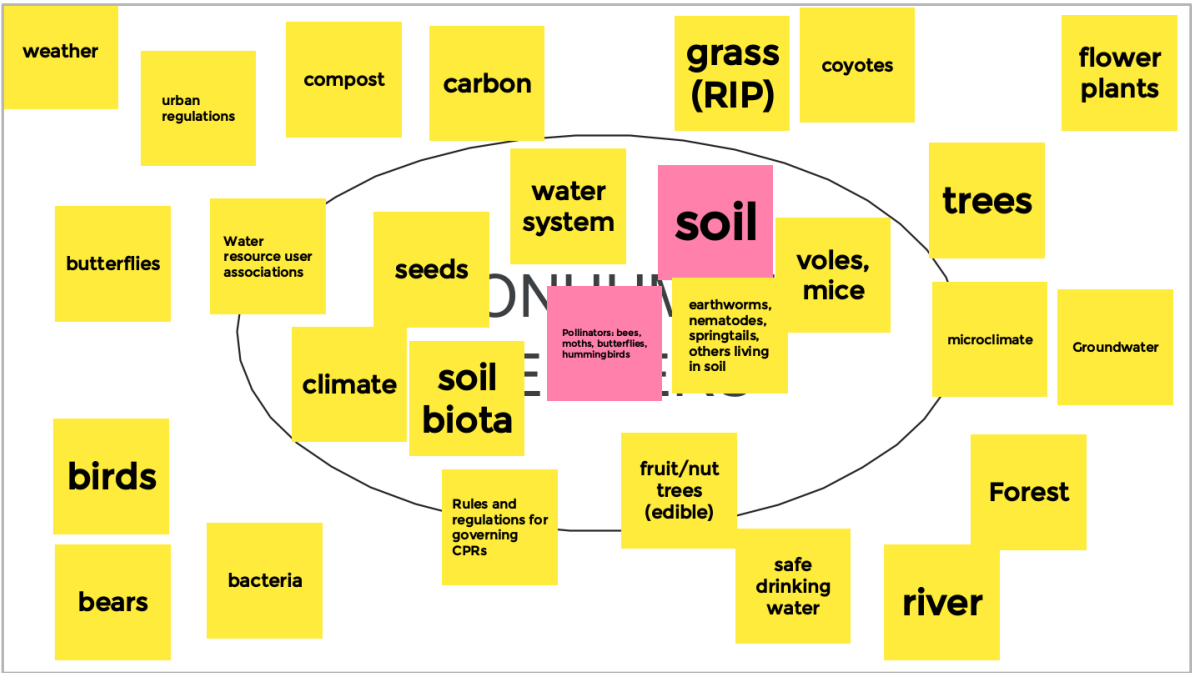 weather
urban
regulations
compost
carbon
grass
(RIP)
coyotes
flower
plants
butterflies
Water
resource user
associations
seeds
water
system
soil
voles,
mice
trees
climate
soil
biota
Pollinators: bees,
moths, butterflies,
hummingbirds
earthworms,
nematodes,
springtails,
others living
in soil
microclimate
Groundwater
birds
bears
bacteria
Rules and
regulations for
governing
CPRs
fruit/nut
trees
(edible)
safe
drinking
water
Forest
river